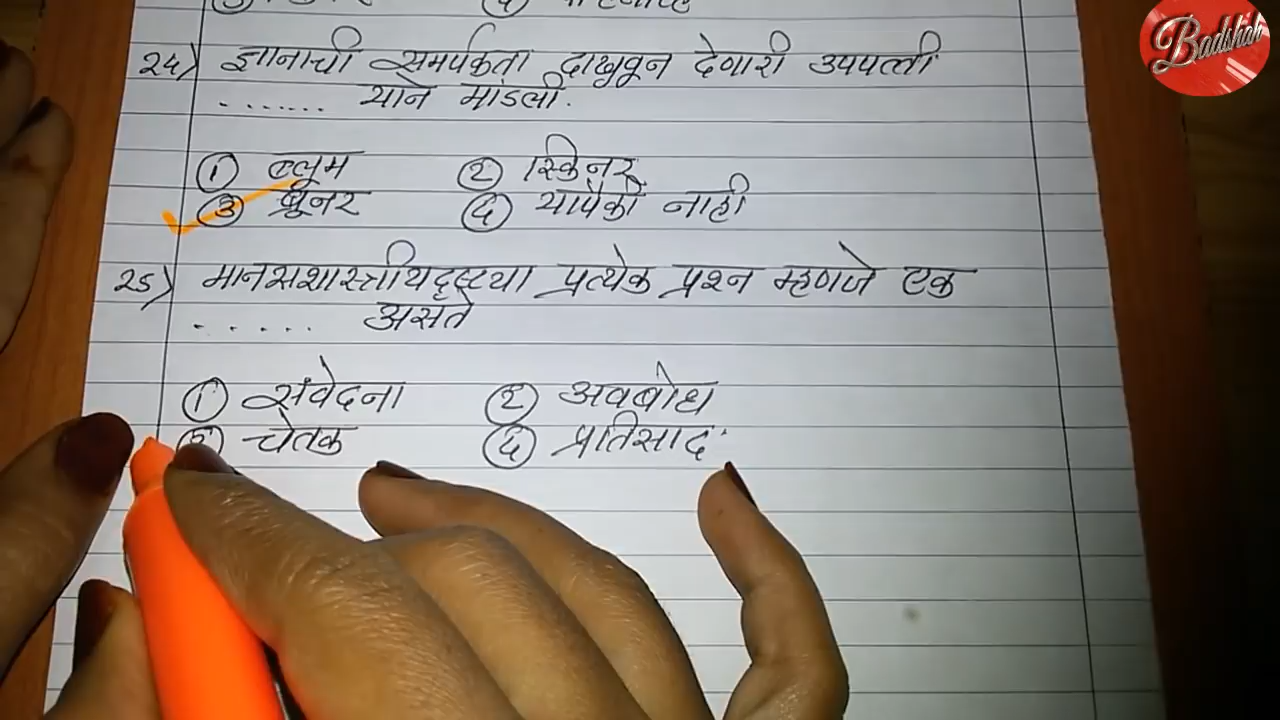 Badshah
२४) ज्ञानाची समर्पकता दाखवून देणारी उपपत्ती
....... याने मांडली.
① ब्लूम ② स्किनर
③ ब्रूनर ④ यापैकी नाही
२५) मानसशास्त्रीयदृष्ट्या प्रत्येक प्रश्न म्हणजे एक
...... असते
① संवेदना ② अवबोध
③ चेतक ④ प्रतिसाद.